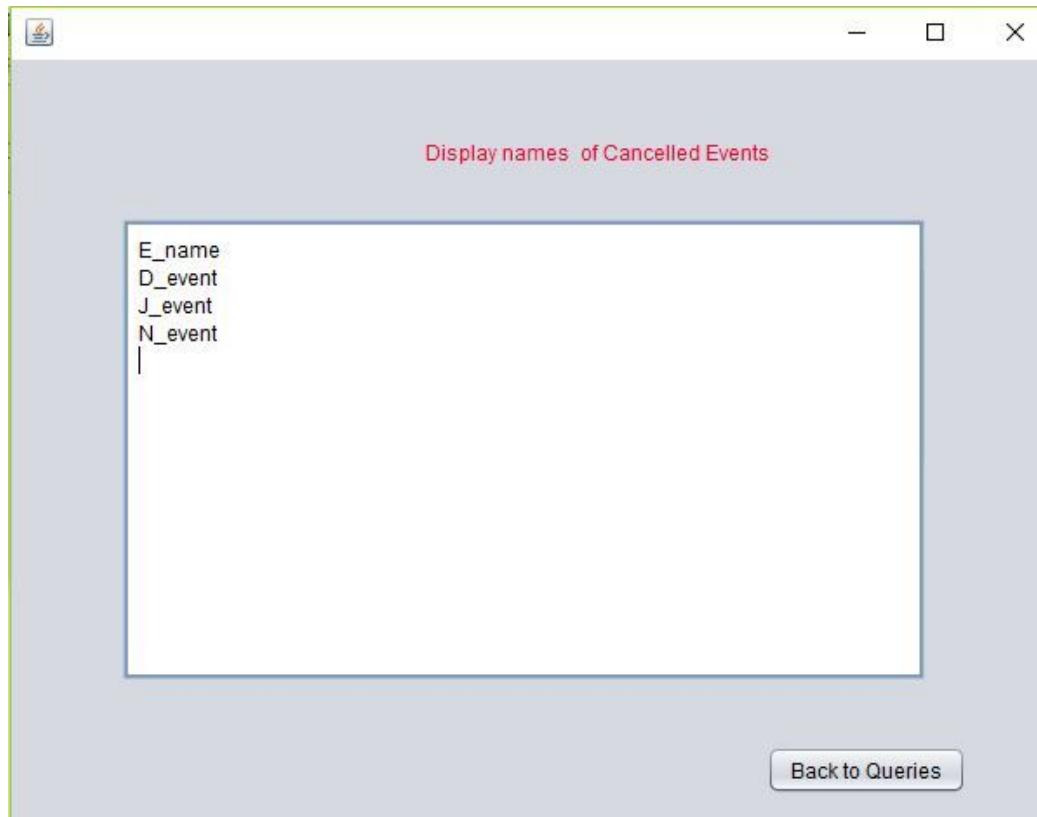 Display names of Cancelled Events
E_name
D_event
J_event
N_event
Back to Queries